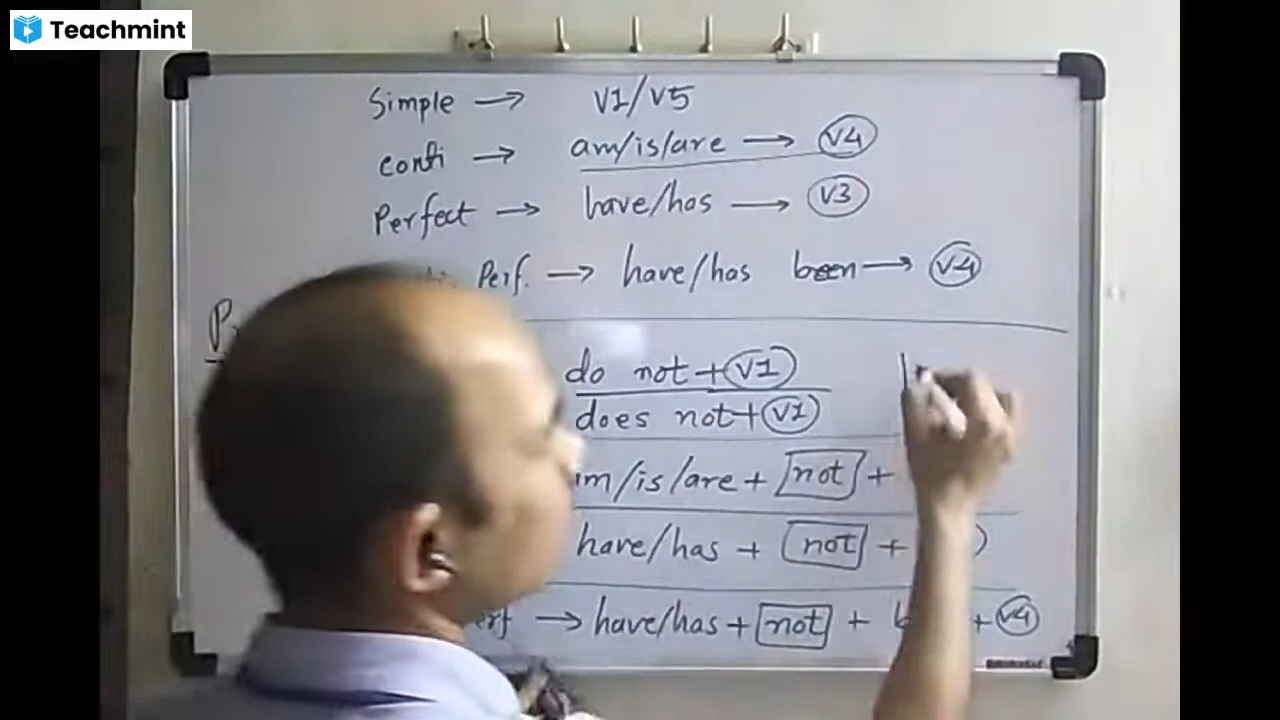 Teachmint
Simple → V1/V5
conti → am/is/are → V4
Perfect → have/has → V3
Perf. → have/has been → V4
do not + V1
does not + V1
am/is/are + not +
have/has + not +
→ have/has + not + + V4